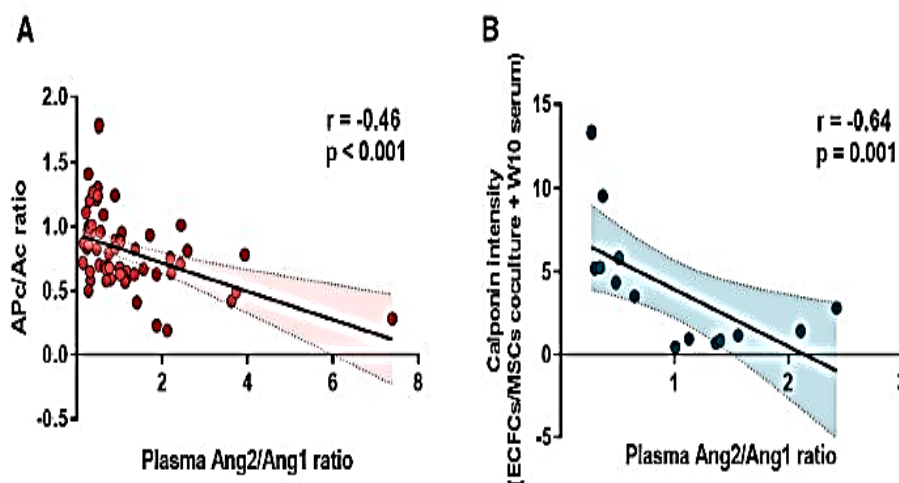 A
APc/Ac ratio
2.0
1.5
1.0
0.5
0.0
-0.5
2
4
6
8
r = -0.46
p < 0.001
Plasma Ang2/Ang1 ratio
B
Calponin intensity
(ECFCs/MSCs coculture + W10 serum)
15
10
5
0
-5
1
2
3
r = -0.64
p = 0.001
Plasma Ang2/Ang1 ratio